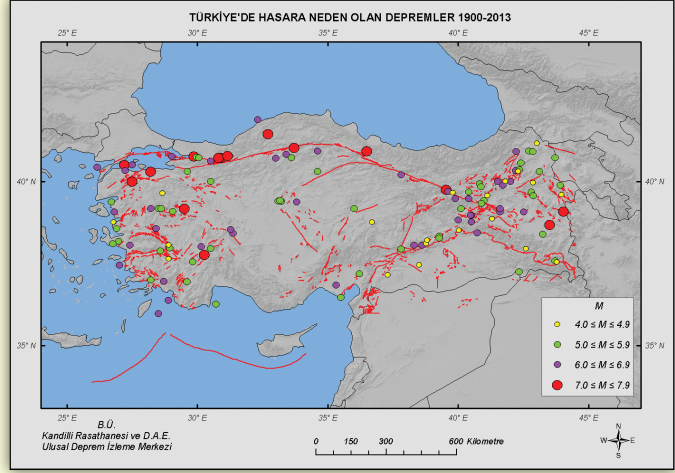 TÜRKİYE'DE HASARA NEDEN OLAN DEPREMLER 1900-2013
25° E 30° E 35° E 40° E 45° E
40° N 40° N
35° N 35° N
M
4.0 ≤ M ≤ 4.9
5.0 ≤ M ≤ 5.9
6.0 ≤ M ≤ 6.9
7.0 ≤ M ≤ 7.9
25° E 30° E 35° E 40° E 45° E
B.Ü.
Kandilli Rasathanesi ve D.A.E.
Ulusal Deprem İzleme Merkezi
0 150 300 600 Kilometre
N
W E
S